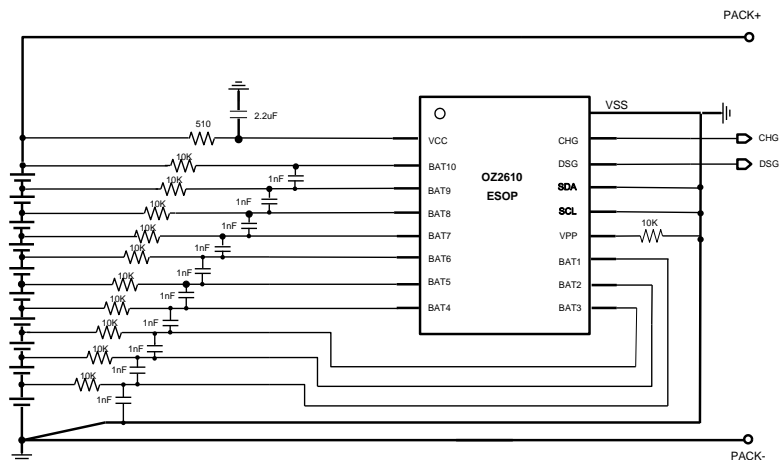 PACK+
510
2.2uF
VSS
VCC
CHG
CHG
10K
BAT10
DSG
DSG
1nF
OZ2610
ESOP
10K
BAT9
SDA
1nF
10K
BAT8
SCL
1nF
10K
BAT7
VPP
10K
1nF
10K
BAT6
BAT1
1nF
10K
BAT5
BAT2
1nF
10K
BAT4
BAT3
1nF
10K
1nF
10K
1nF
10K
1nF
PACK-